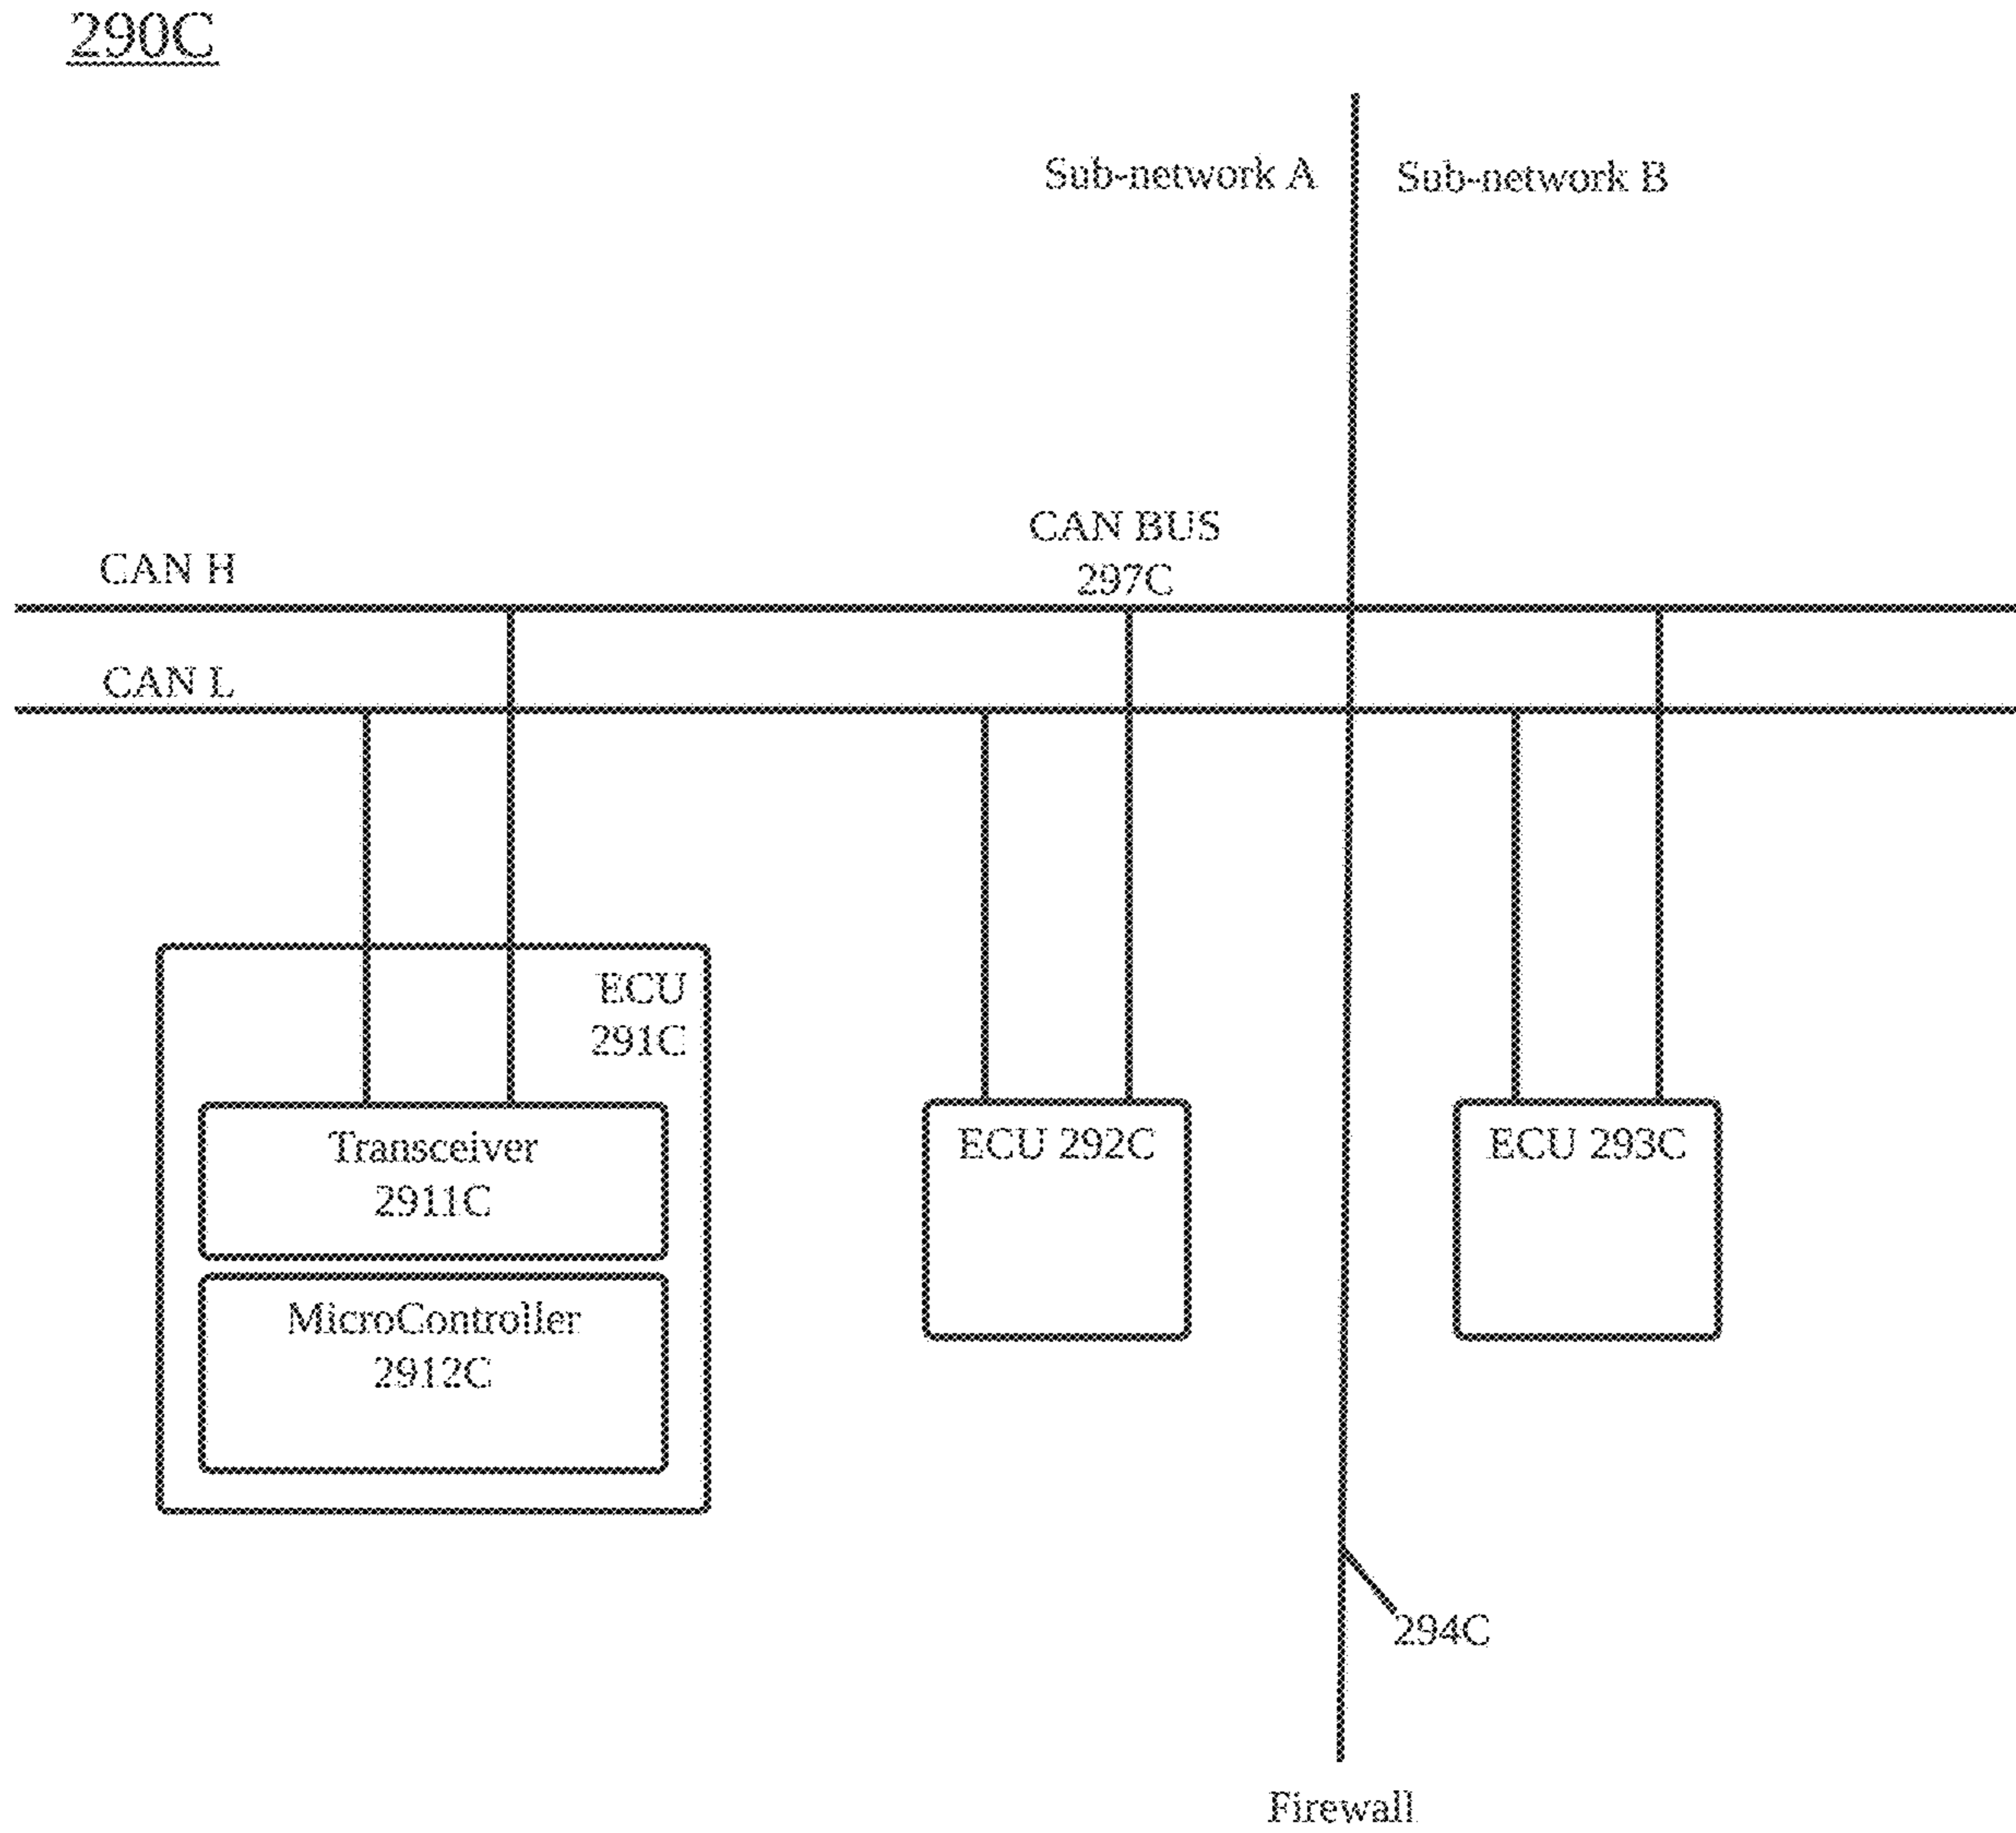 290C
Sub-network A
Sub-network B
CAN BUS
297C
CAN H
CAN L
ECU
291C
Transceiver
2911C
MicroController
2912C
ECU 292C
ECU 293C
294C
Firewall